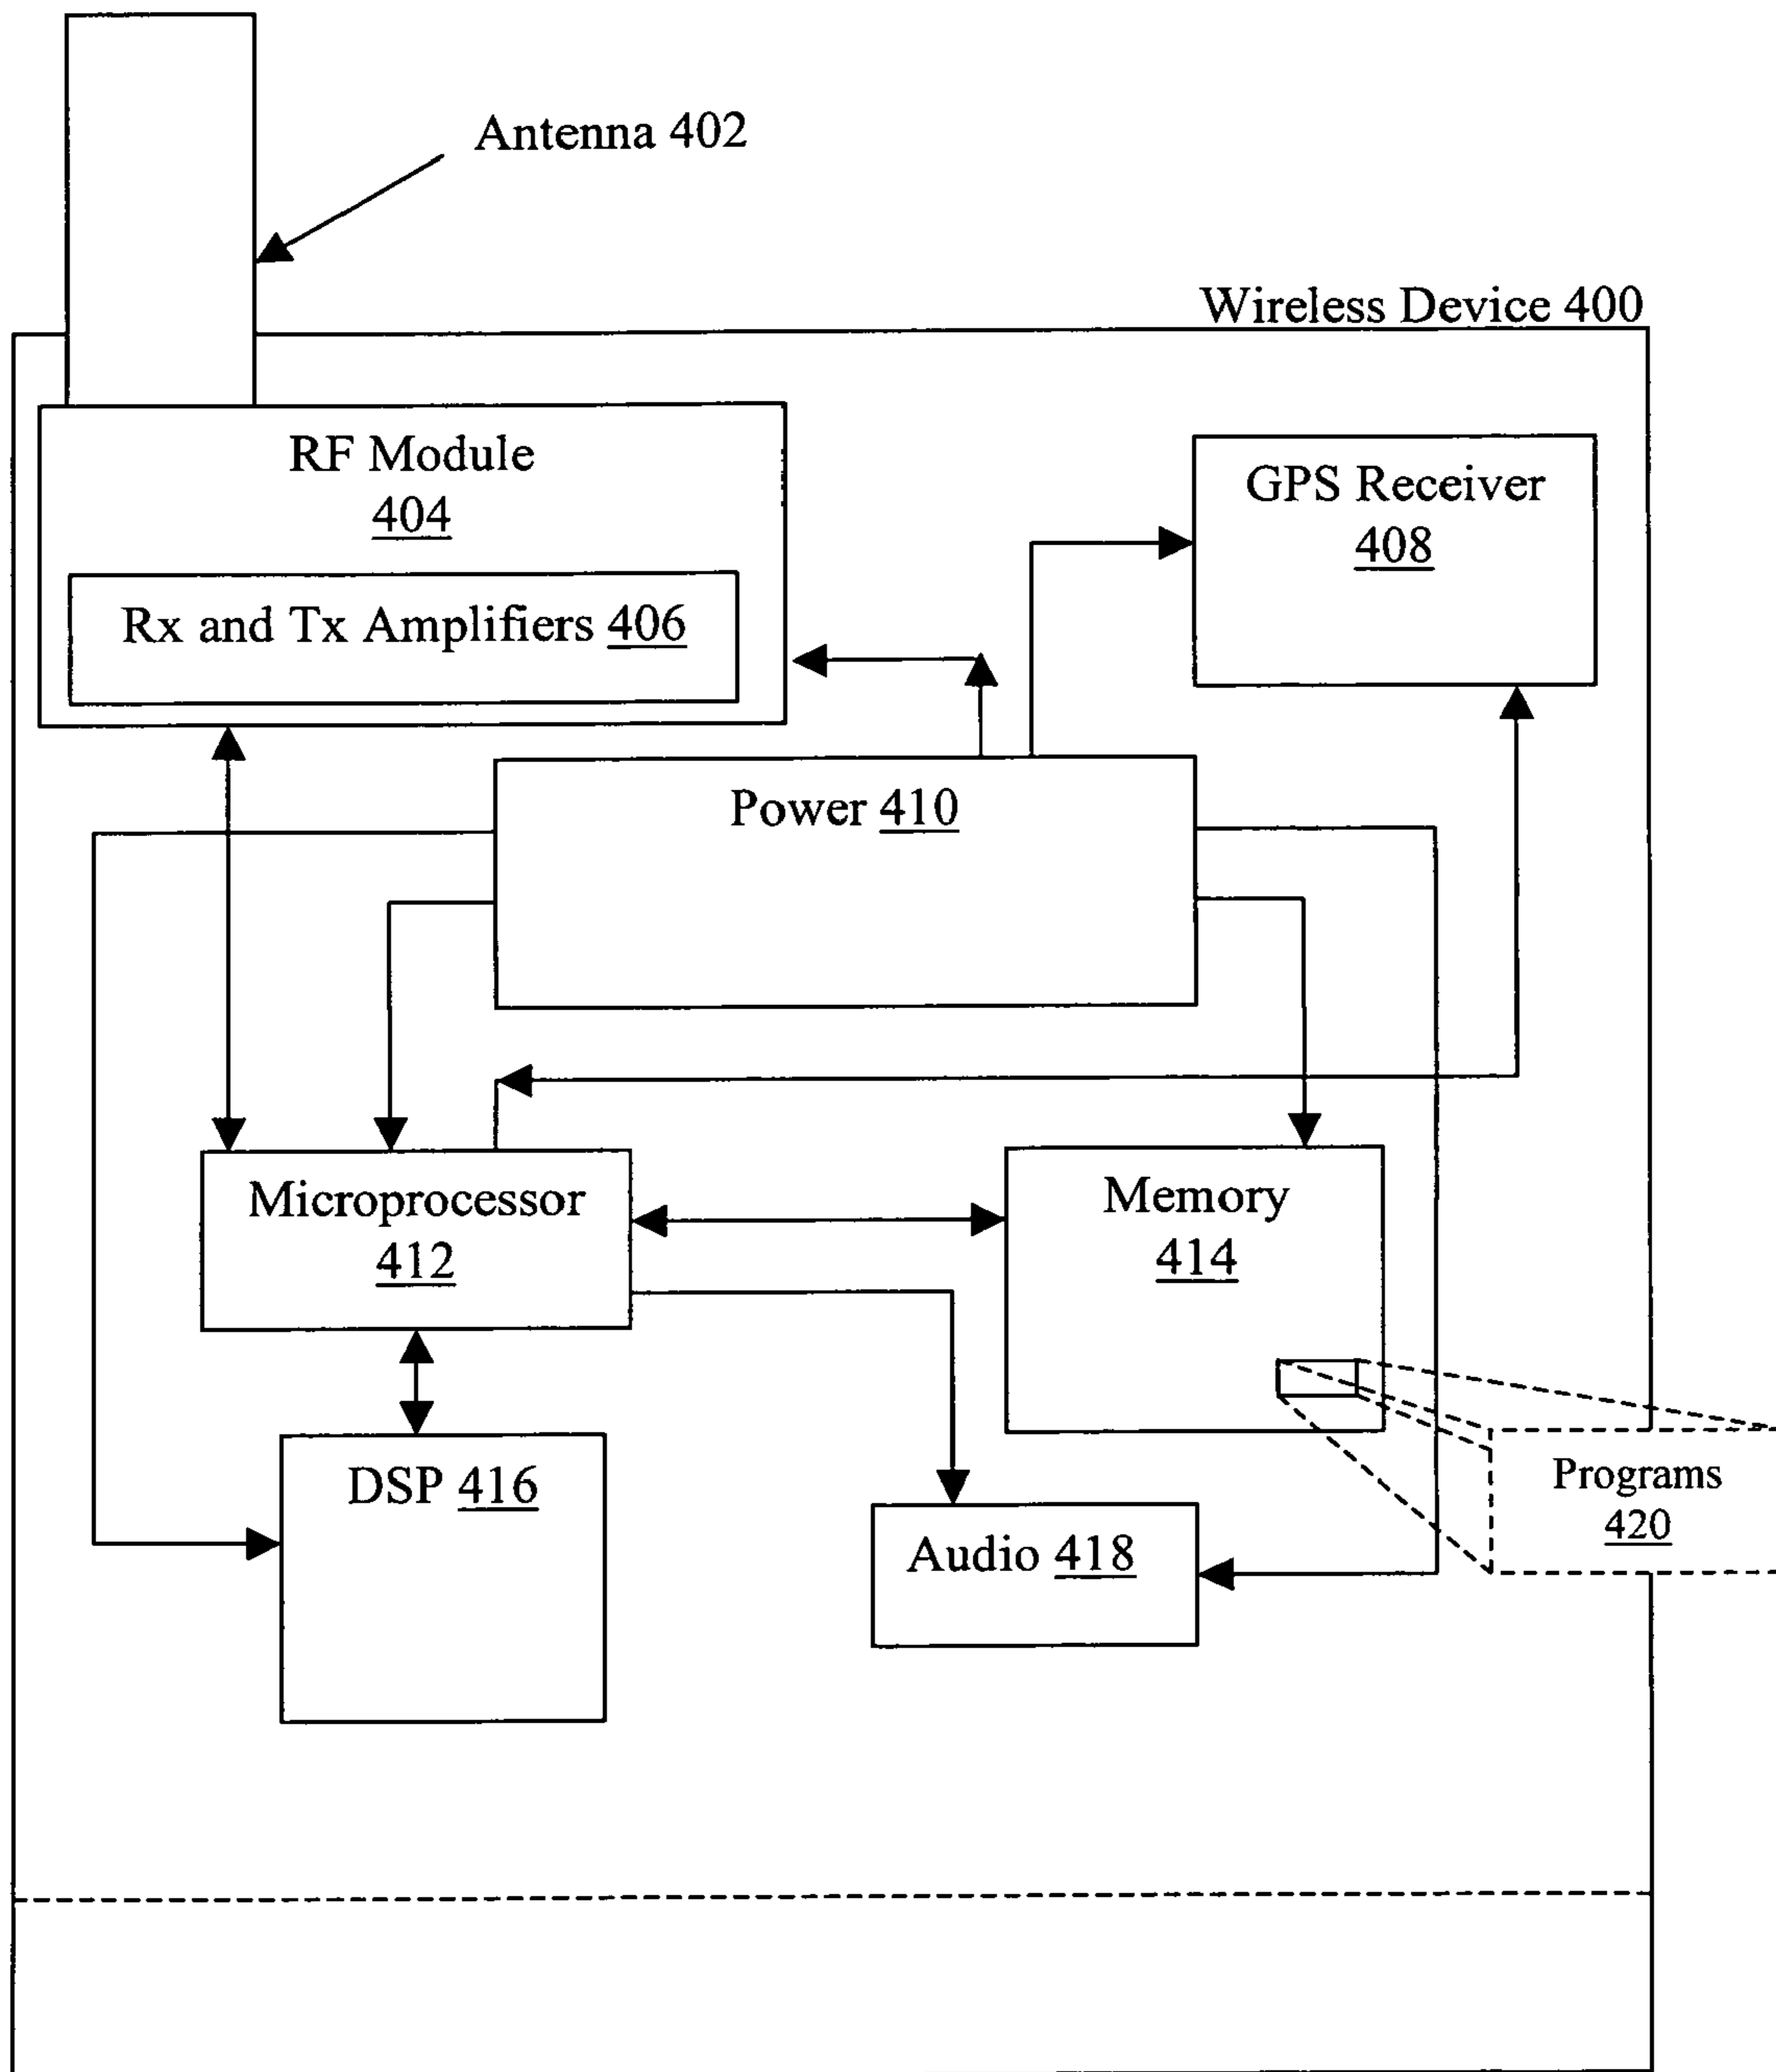 Antenna 402
Wireless Device 400
RF Module
404
Rx and Tx Amplifiers 406
GPS Receiver
408
Power 410
Microprocessor
412
Memory
414
DSP 416
Audio 418
Programs
420